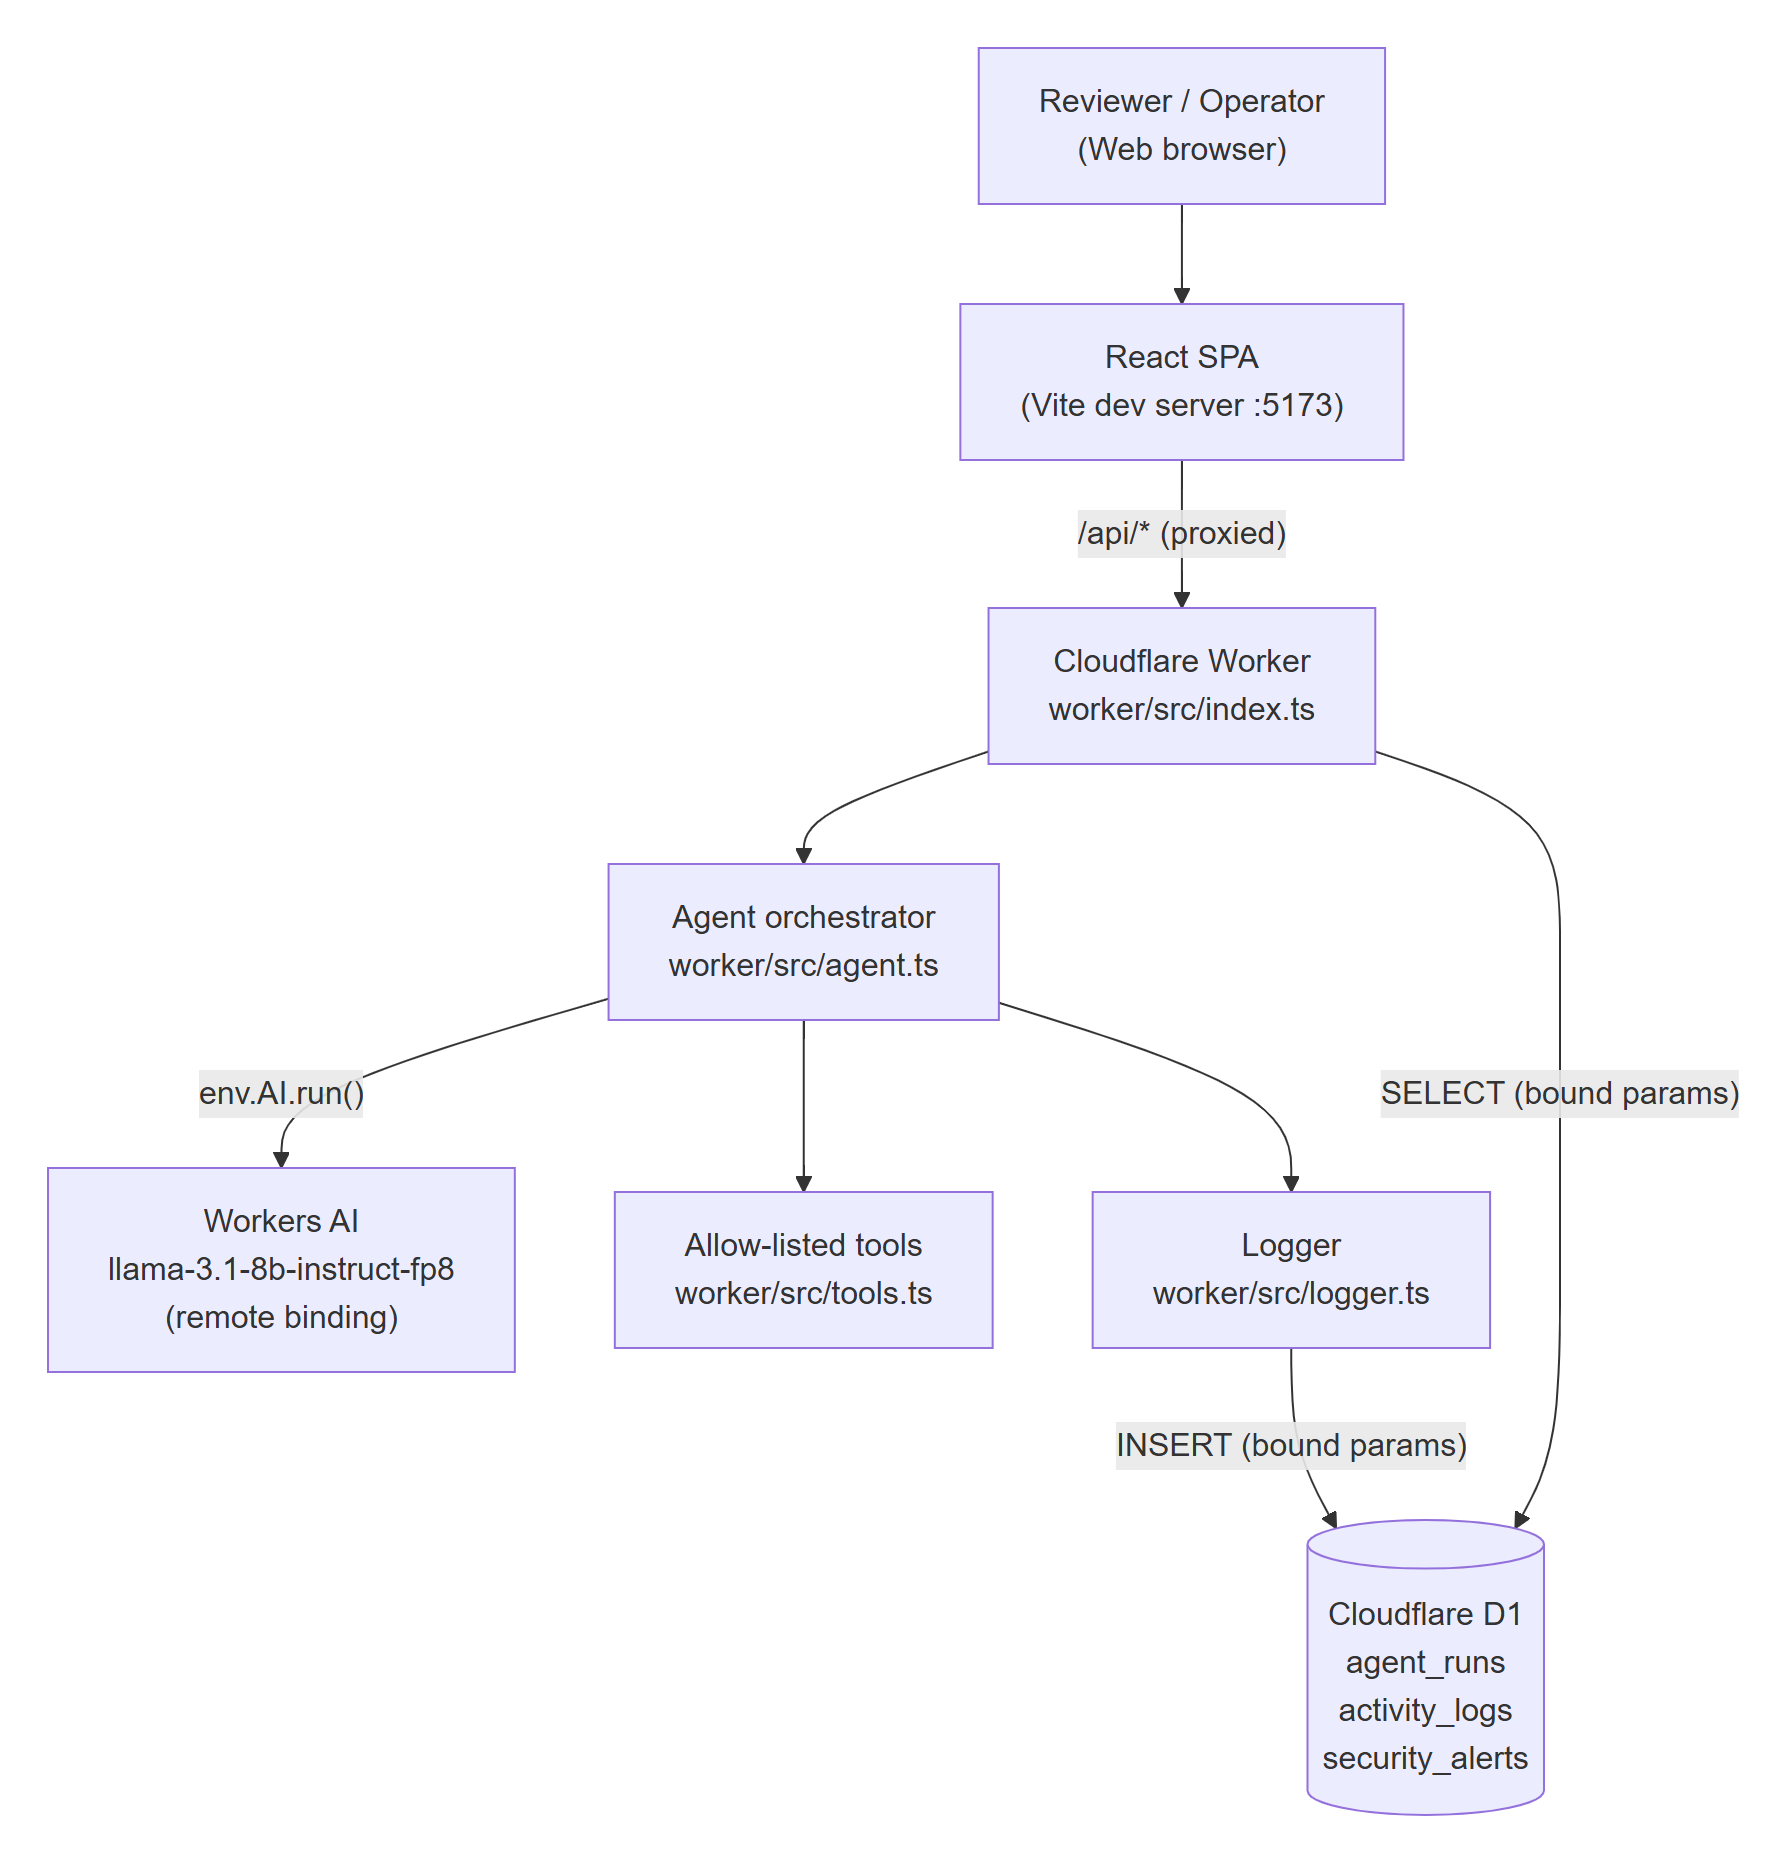 Reviewer / Operator
(Web browser)
React SPA
(Vite dev server :5173)
/api/* (proxied)
Cloudflare Worker
worker/src/index.ts
Agent orchestrator
worker/src/agent.ts
env.AI.run()
SELECT (bound params)
Workers AI
llama-3.1-8b-instruct-fp8
(remote binding)
Allow-listed tools
worker/src/tools.ts
Logger
worker/src/logger.ts
INSERT (bound params)
Cloudflare D1
agent_runs
activity_logs
security_alerts